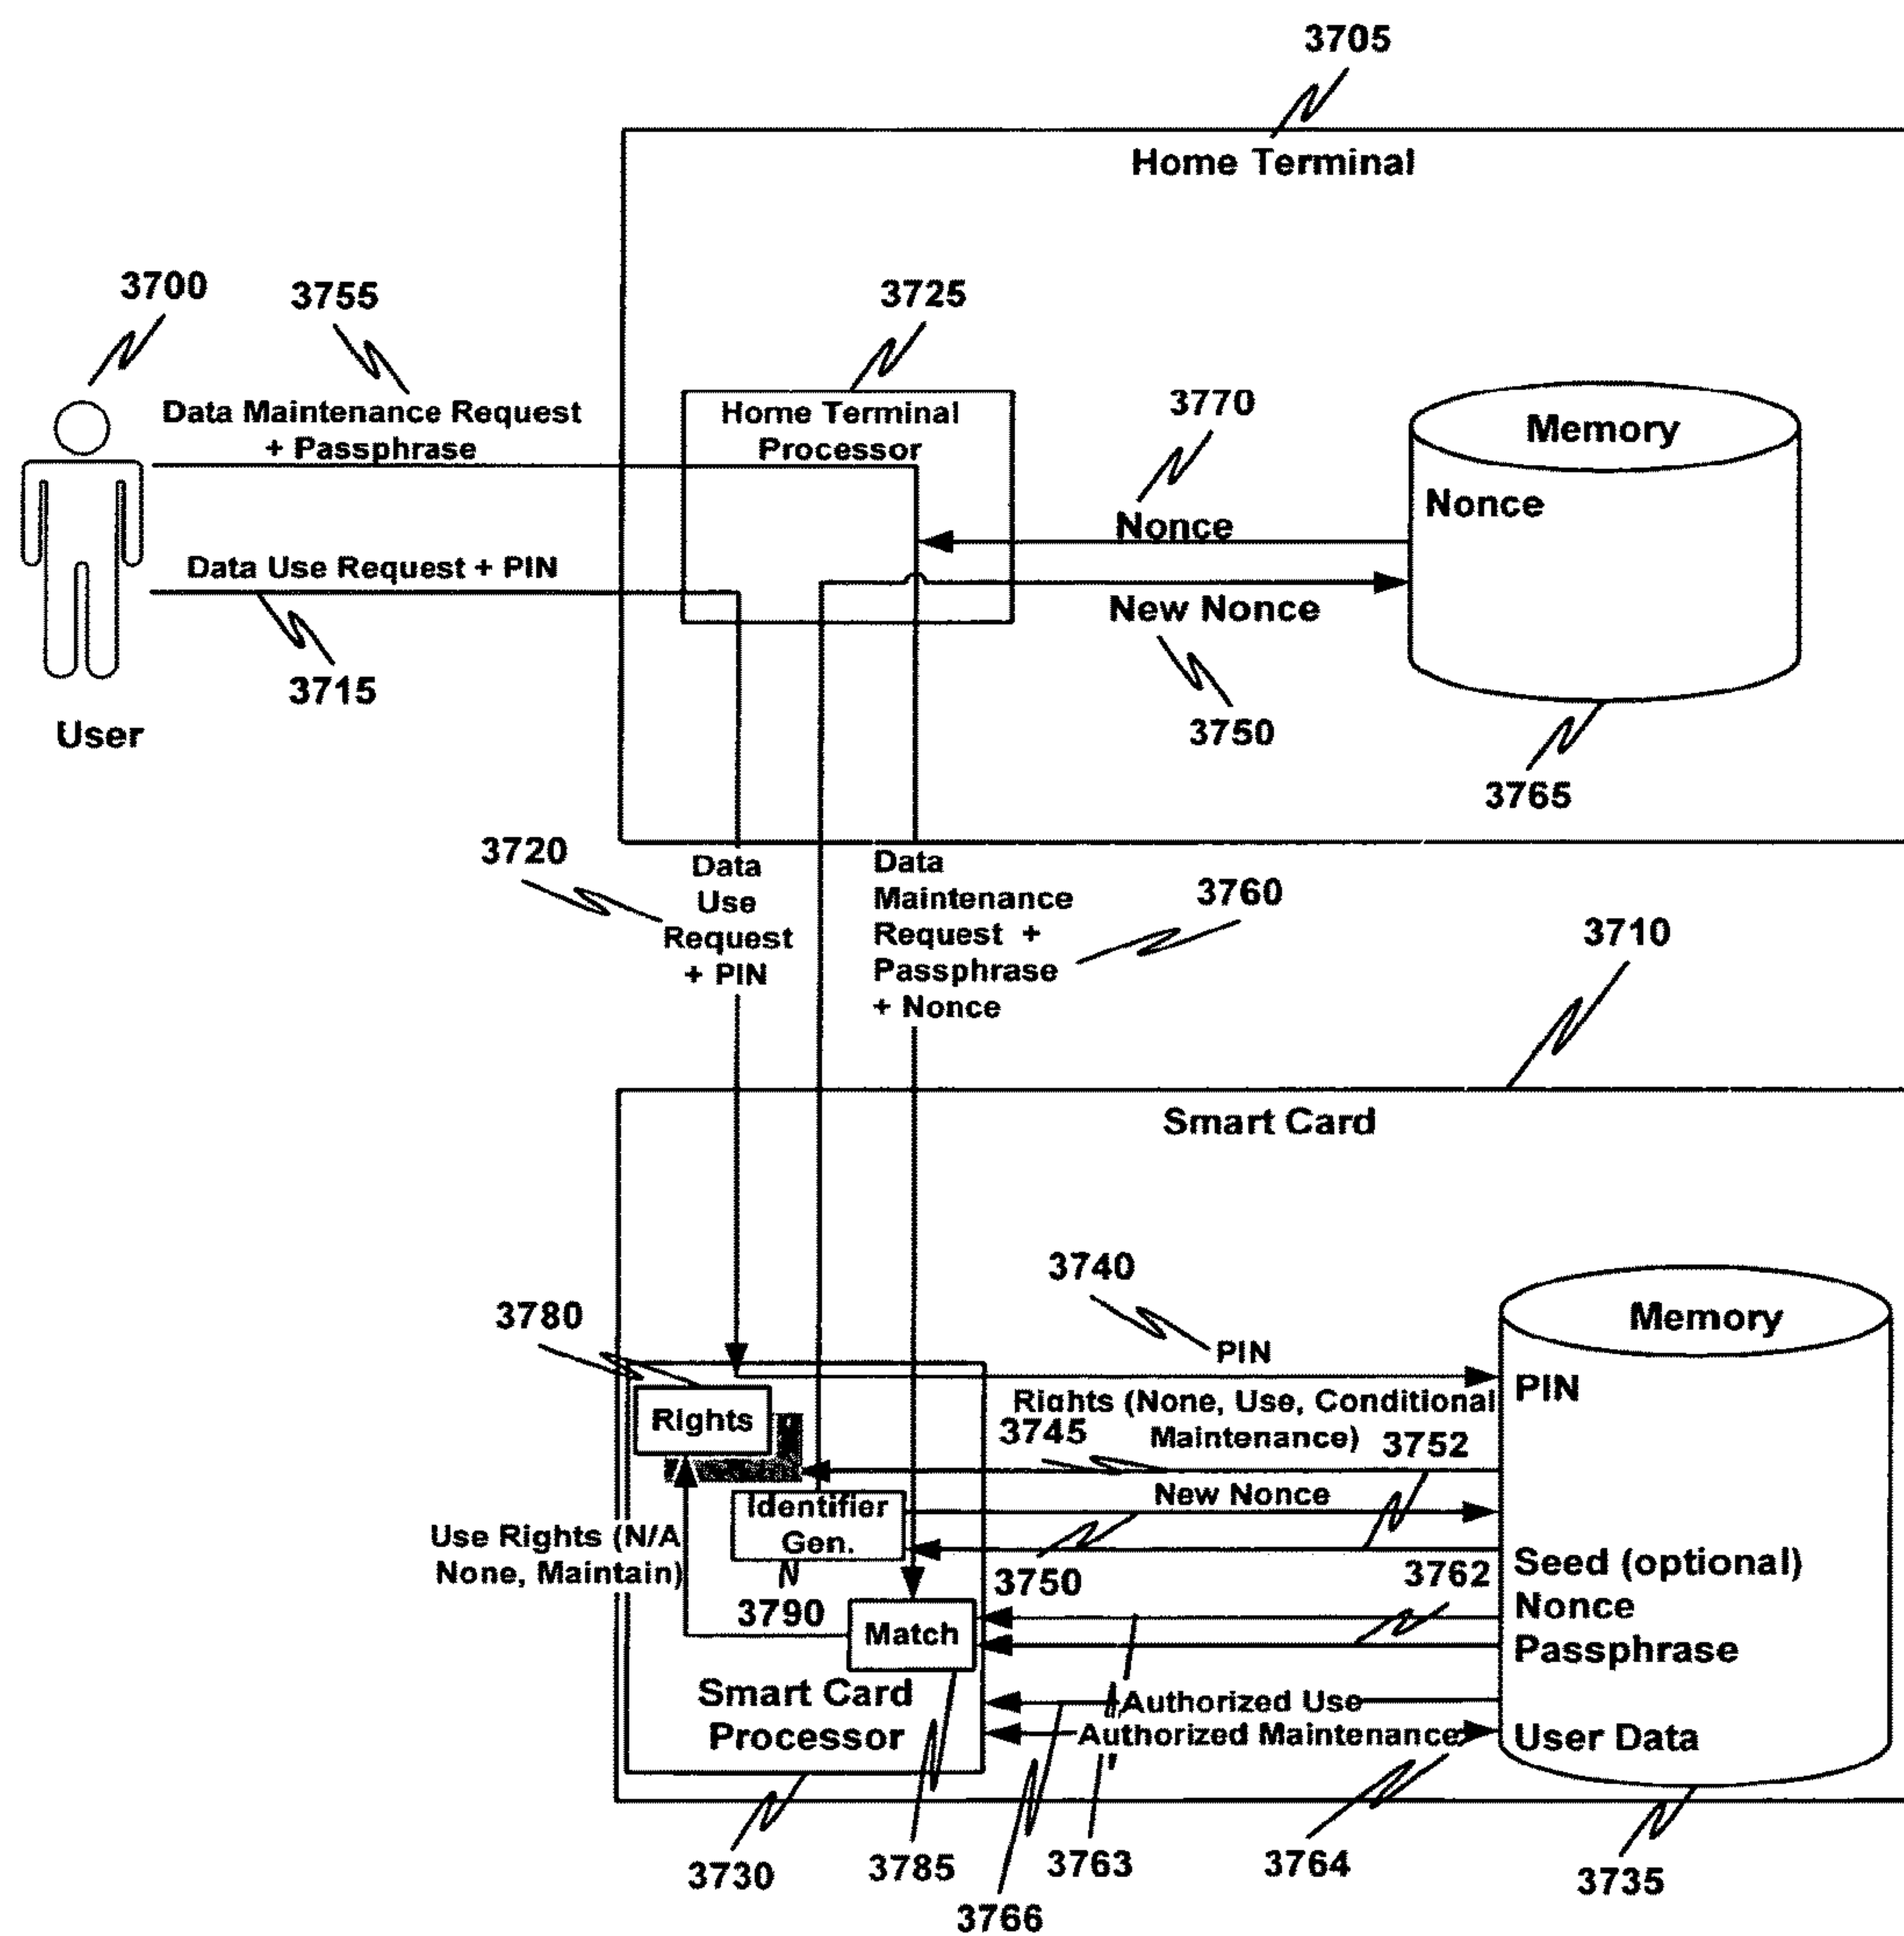 3705
Home Terminal
3700
3755
3725
Data Maintenance Request
+ Passphrase
Home Terminal
Processor
3770
Memory
Nonce
Nonce
Data Use Request + PIN
New Nonce
3715
3750
User
3765
3720
Data
Use
Request
+ PIN
Data
Maintenance
Request +
Passphrase
+ Nonce
3760
3710
Smart Card
3740
3780
PIN
Memory
PIN
Rights
Rights (None, Use, Conditional
Maintenance)
3745
3752
New Nonce
Identifier
Gen.
Use Rights (N/A
None, Maintain)
3750
3762
Seed (optional)
Nonce
Passphrase
3790
Match
Smart Card
Processor
Authorized Use
Authorized Maintenance
User Data
3730
3785
3763
3764
3735
3766